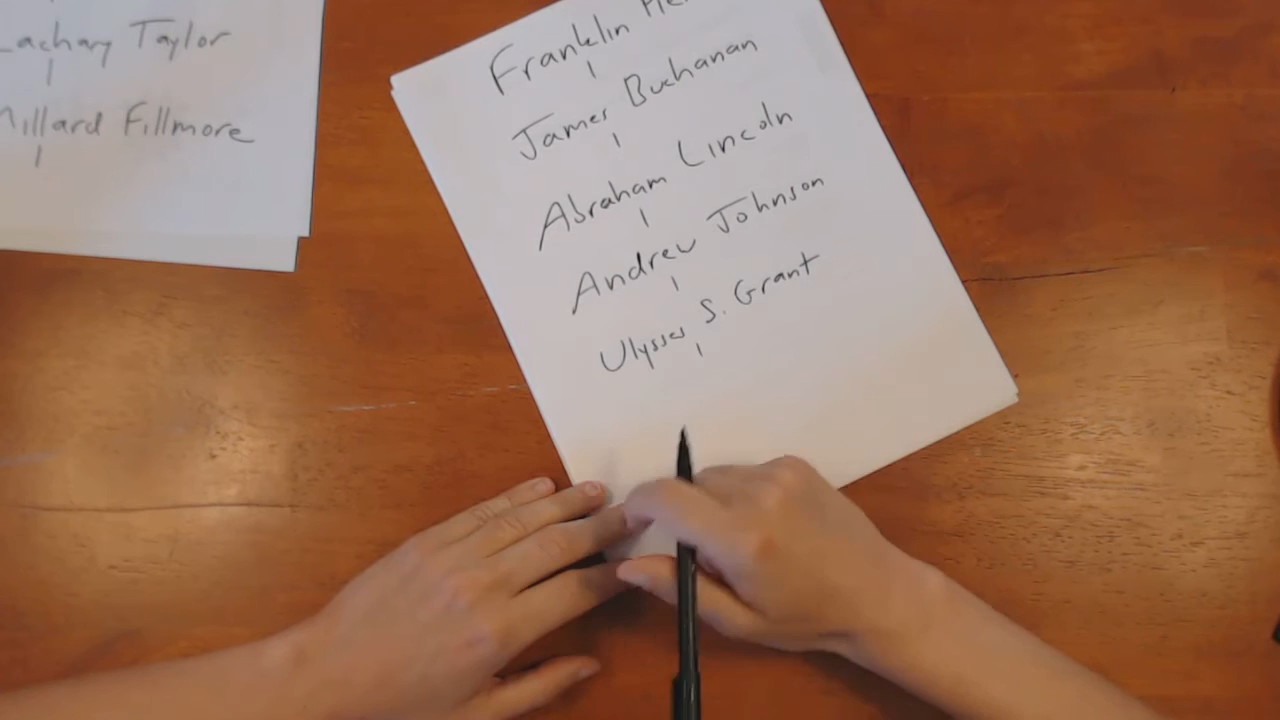 Zachary Taylor
Millard Fillmore
Franklin
James Buchanan
Abraham Lincoln
Andrew Johnson
Ulysses S. Grant